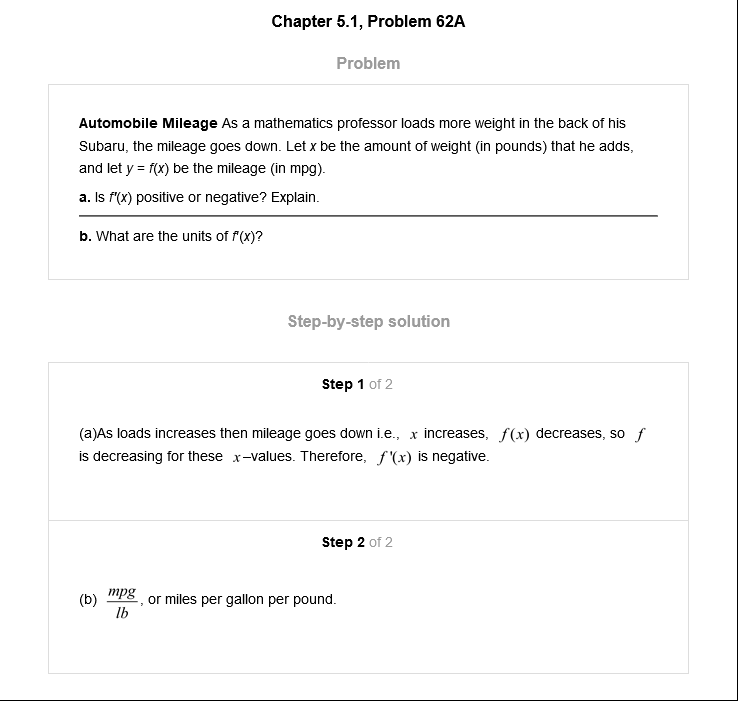 Chapter 5.1, Problem 62A
Problem
Automobile Mileage As a mathematics professor loads more weight in the back of his
Subaru, the mileage goes down. Let x be the amount of weight (in pounds) that he adds,
and let y = f(x) be the mileage (in mpg).
a. Is f'(x) positive or negative? Explain.
b. What are the units of f'(x)?
Step-by-step solution
Step 1 of 2
(a)As loads increases then mileage goes down i.e., x increases, f(x) decreases, so f
is decreasing for these x–values. Therefore, f'(x) is negative.
Step 2 of 2
(b) mpg/lb, or miles per gallon per pound.